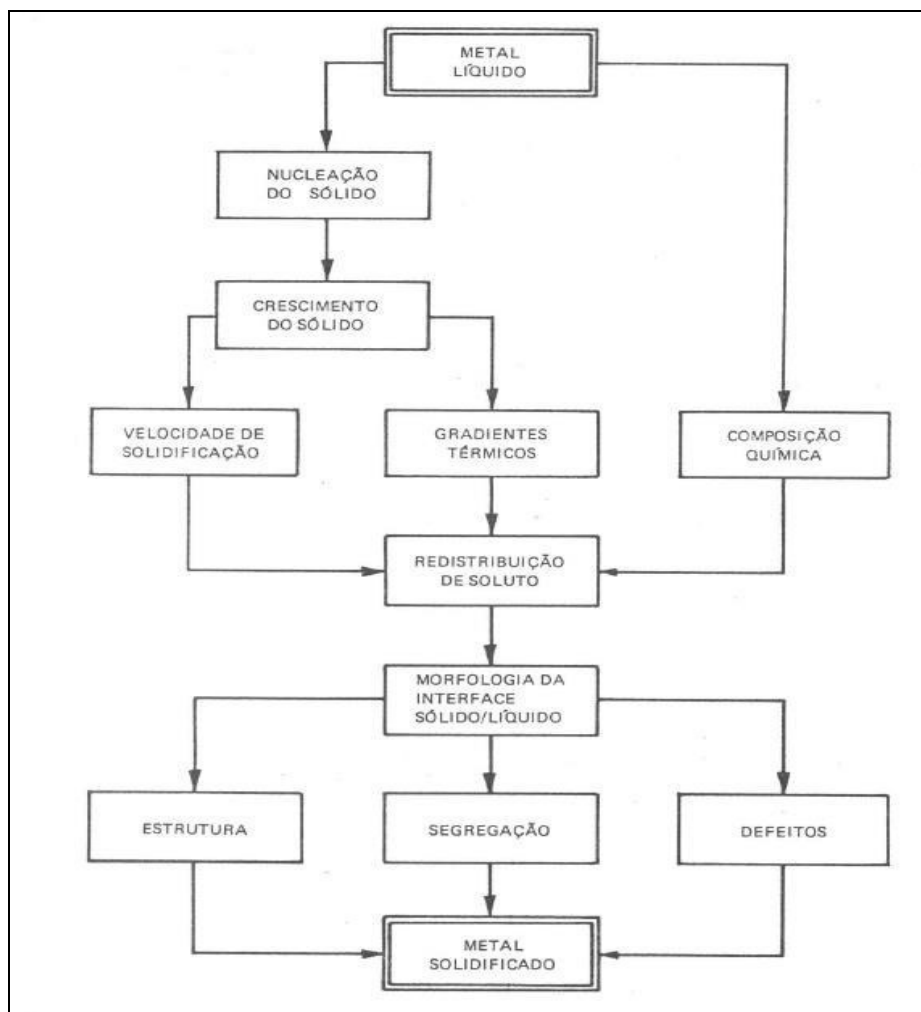 METAL
LÍQUIDO
NUCLEAÇÃO
DO SÓLIDO
CRESCIMENTO
DO SÓLIDO
VELOCIDADE DE
SOLIDIFICAÇÃO
GRADIENTES
TÉRMICOS
COMPOSIÇÃO
QUÍMICA
REDISTRIBUIÇÃO
DE SOLUTO
MORFOLOGIA DA
INTERFACE
SÓLIDO/LÍQUIDO
ESTRUTURA
SEGREGAÇÃO
DEFEITOS
METAL
SOLIDIFICADO